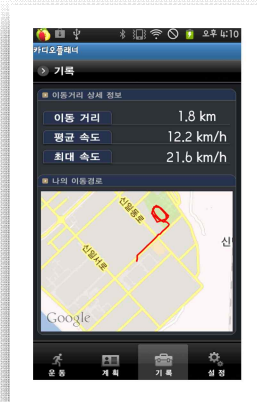 오후 4:10
카디오플래너
기록
이동거리 상세 정보
이동 거리 1.8 km
평균 속도 12.2 km/h
최대 속도 21.6 km/h
나의 이동경로
신일동로
신일서로
신일
Google
운동 계획 기록 설정